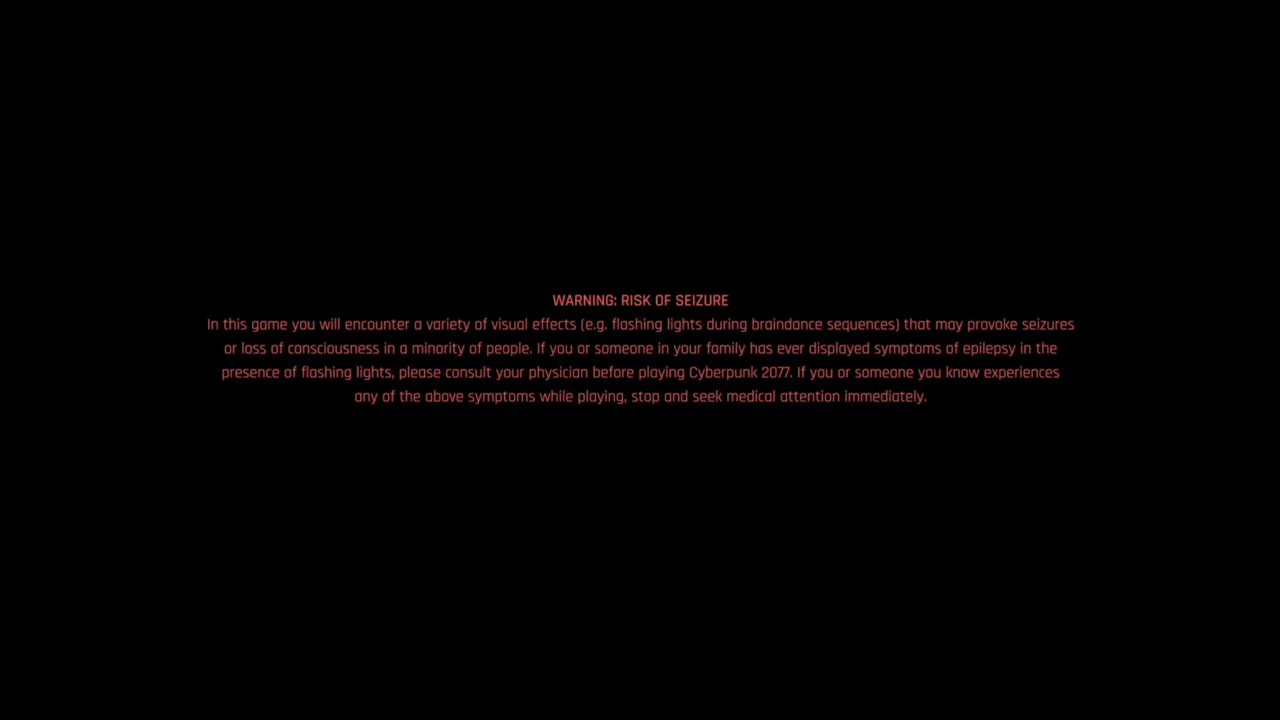 WARNING: RISK OF SEIZURE
In this game you will encounter a variety of visual effects (e.g. flashing lights during braindance sequences) that may provoke seizures
or loss of consciousness in a minority of people. If you or someone in your family has ever displayed symptoms of epilepsy in the
presence of flashing lights, please consult your physician before playing Cyberpunk 2077. If you or someone you know experiences
any of the above symptoms while playing, stop and seek medical attention immediately.